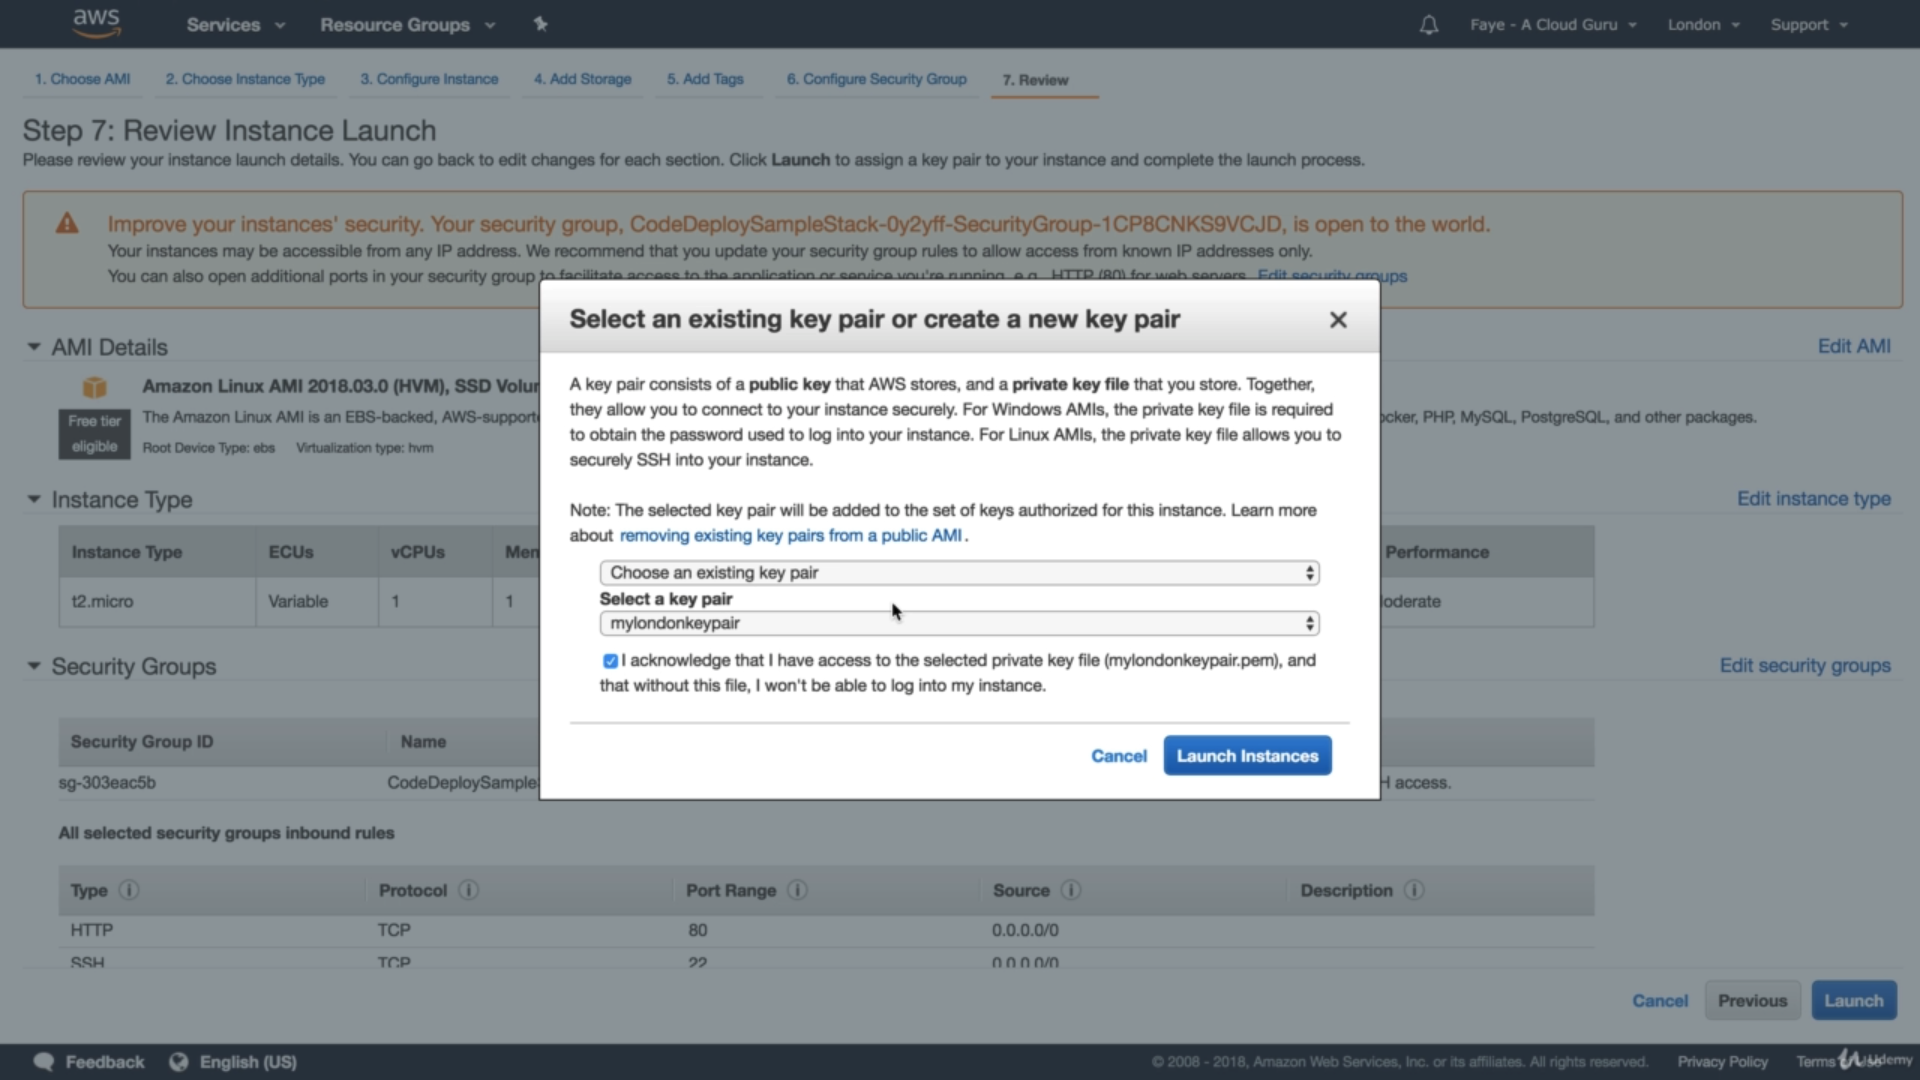 aws Services Resource Groups Faye - A Cloud Guru London Support
1. Choose AMI 2. Choose Instance Type 3. Configure Instance 4. Add Storage 5. Add Tags 6. Configure Security Group 7. Review
Step 7: Review Instance Launch
Please review your instance launch details. You can go back to edit changes for each section. Click Launch to assign a key pair to your instance and complete the launch process.
Improve your instances' security. Your security group, CodeDeploySampleStack-0y2yff-SecurityGroup-1CP8CNKS9VCJD, is open to the world.
Your instances may be accessible from any IP address. We recommend that you update your security group rules to allow access from known IP addresses only.
You can also open additional ports in your security group to facilitate access to the application or service you're running, e.g., HTTP (80) for web servers. Edit security groups
Select an existing key pair or create a new key pair
A key pair consists of a public key that AWS stores, and a private key file that you store. Together,
they allow you to connect to your instance securely. For Windows AMIs, the private key file is required
to obtain the password used to log into your instance. For Linux AMIs, the private key file allows you to
securely SSH into your instance.
Note: The selected key pair will be added to the set of keys authorized for this instance. Learn more
about removing existing key pairs from a public AMI .
Choose an existing key pair
Select a key pair
mylondonkeypair
I acknowledge that I have access to the selected private key file (mylondonkeypair.pem), and
that without this file, I won't be able to log into my instance.
Cancel Launch Instances
AMI Details Edit AMI
Amazon Linux AMI 2018.03.0 (HVM), SSD Volu
Free tier
eligible
The Amazon Linux AMI is an EBS-backed, AWS-supporte ocker, PHP, MySQL, PostgreSQL, and other packages.
Root Device Type: ebs Virtualization type: hvm
Instance Type Edit instance type
Instance Type ECUs vCPUs Mem Performance
t2.micro Variable 1 1 loderate
Security Groups Edit security groups
Security Group ID Name
sg-303eac5b CodeDeploySample H access.
All selected security groups inbound rules
Type Protocol Port Range Source Description
HTTP TCP 80 0.0.0.0/0
SSH TCP 22 0.0.0.0/0
Cancel Previous Launch
Feedback English (US) © 2008 - 2018, Amazon Web Services, Inc. or its affiliates. All rights reserved. Privacy Policy Terms Udemy